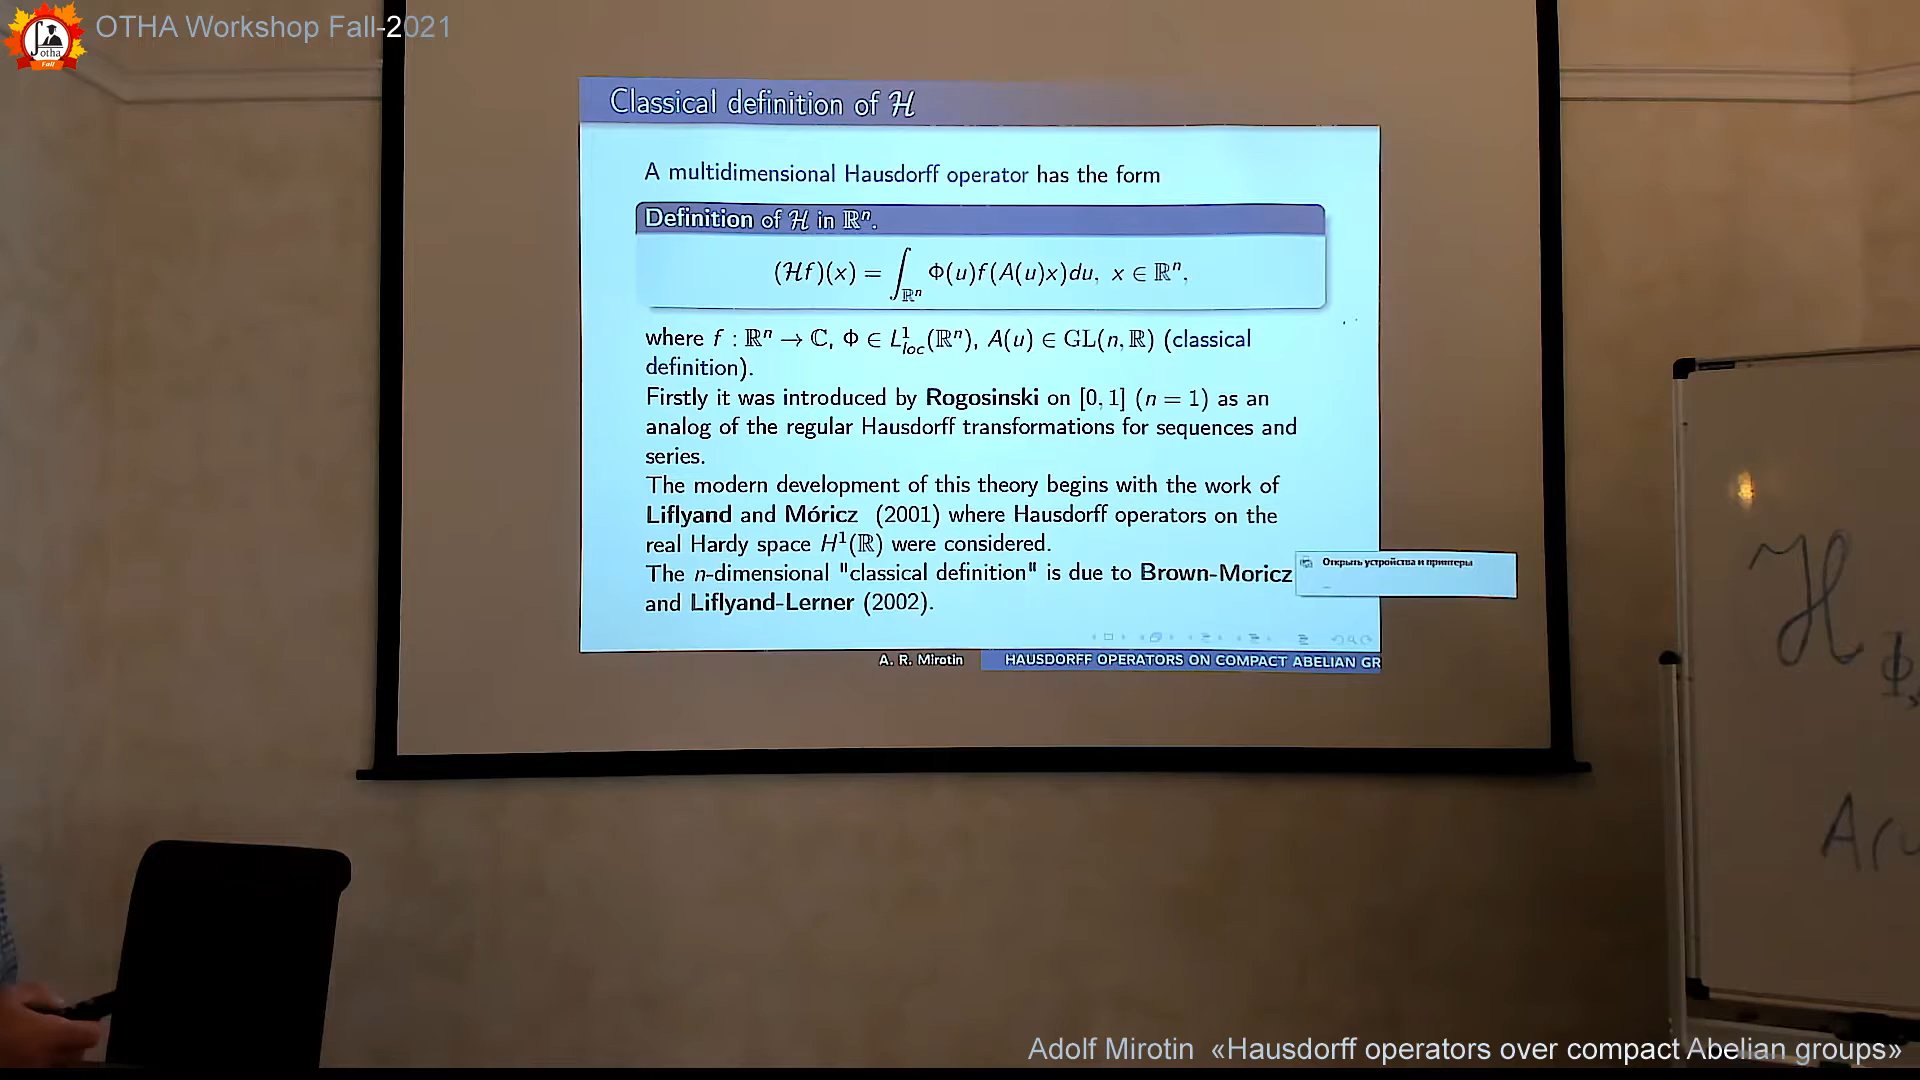 OTHA Workshop Fall-2021
otha
Fall
Classical definition of ℋ
A multidimensional Hausdorff operator has the form
Definition of ℋ in ℝⁿ.
(ℋf)(x) = ∫_{ℝⁿ} Φ(u)f(A(u)x)du, x ∈ ℝⁿ,
where f : ℝⁿ → ℂ, Φ ∈ L¹_{loc}(ℝⁿ), A(u) ∈ GL(n, ℝ) (classical
definition).
Firstly it was introduced by Rogosinski on [0, 1] (n = 1) as an
analog of the regular Hausdorff transformations for sequences and
series.
The modern development of this theory begins with the work of
Liflyand and Móricz (2001) where Hausdorff operators on the
real Hardy space H¹(ℝ) were considered.
The n-dimensional "classical definition" is due to Brown-Moricz
and Liflyand-Lerner (2002).
Открыть устройства и принтеры
A. R. Mirotin
HAUSDORFF OPERATORS ON COMPACT ABELIAN GR
ℋ
Φ,
A(u
Adolf Mirotin «Hausdorff operators over compact Abelian groups»